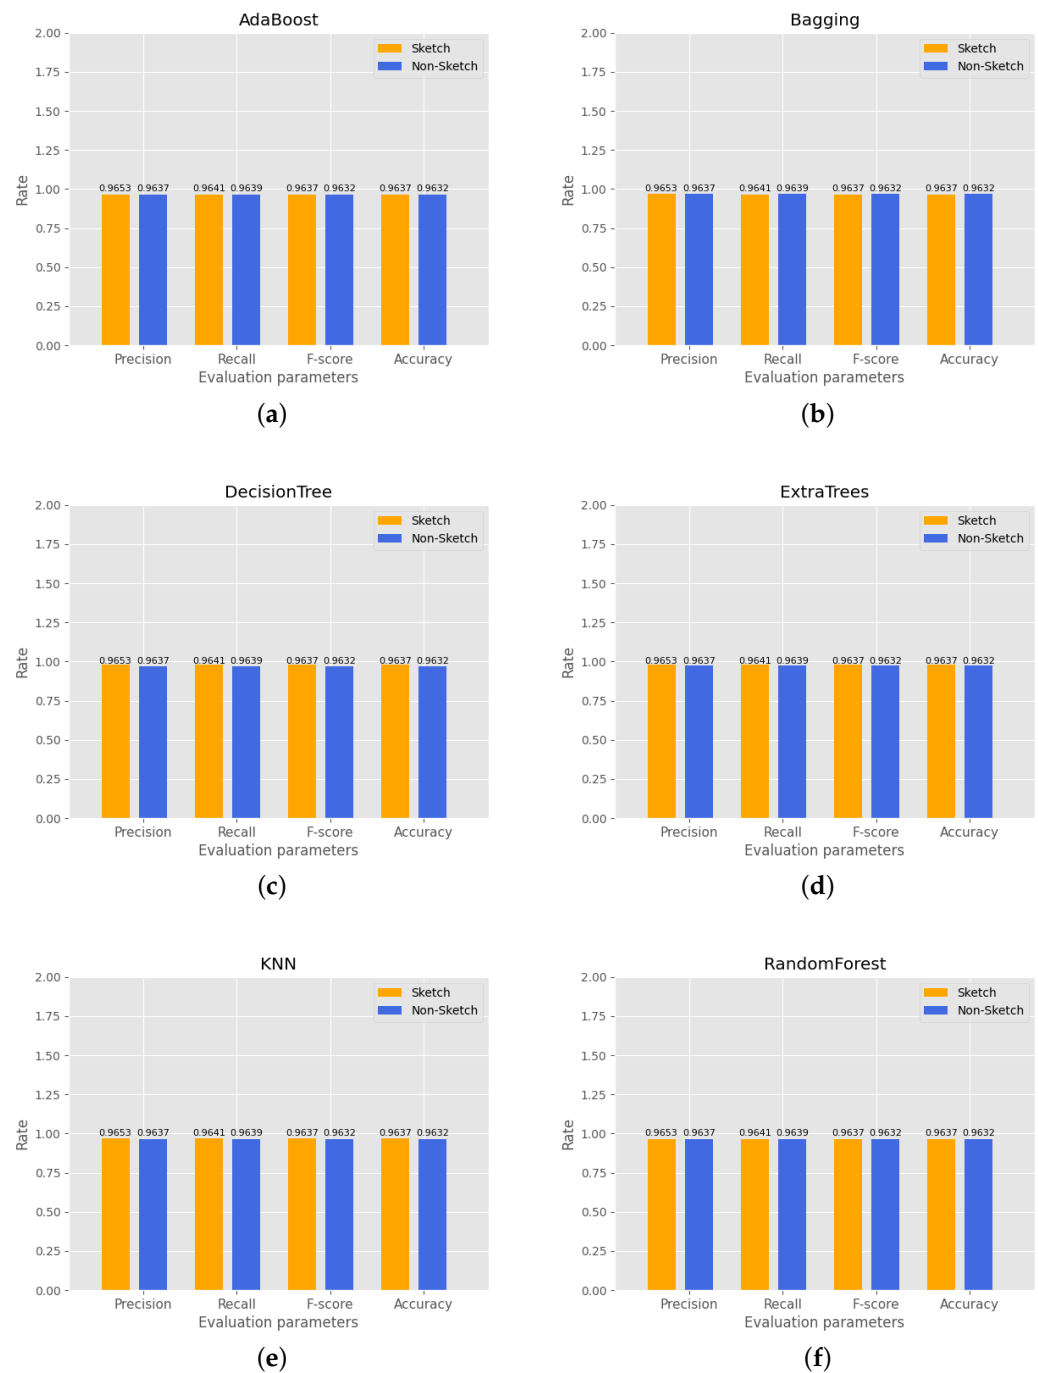 AdaBoost
2.00
1.75
1.50
1.25
1.00
0.75
0.50
0.25
0.00
Rate
Sketch
Non-Sketch
0.9653 0.9637 0.9641 0.9639 0.9637 0.9632 0.9637 0.9632
Precision Recall F-score Accuracy
Evaluation parameters
(a)
Bagging
2.00
1.75
1.50
1.25
1.00
0.75
0.50
0.25
0.00
Rate
Sketch
Non-Sketch
0.9653 0.9637 0.9641 0.9639 0.9637 0.9632 0.9637 0.9632
Precision Recall F-score Accuracy
Evaluation parameters
(b)
DecisionTree
2.00
1.75
1.50
1.25
1.00
0.75
0.50
0.25
0.00
Rate
Sketch
Non-Sketch
0.9653 0.9637 0.9641 0.9639 0.9637 0.9632 0.9637 0.9632
Precision Recall F-score Accuracy
Evaluation parameters
(c)
ExtraTrees
2.00
1.75
1.50
1.25
1.00
0.75
0.50
0.25
0.00
Rate
Sketch
Non-Sketch
0.9653 0.9637 0.9641 0.9639 0.9637 0.9632 0.9637 0.9632
Precision Recall F-score Accuracy
Evaluation parameters
(d)
KNN
2.00
1.75
1.50
1.25
1.00
0.75
0.50
0.25
0.00
Rate
Sketch
Non-Sketch
0.9653 0.9637 0.9641 0.9639 0.9637 0.9632 0.9637 0.9632
Precision Recall F-score Accuracy
Evaluation parameters
(e)
RandomForest
2.00
1.75
1.50
1.25
1.00
0.75
0.50
0.25
0.00
Rate
Sketch
Non-Sketch
0.9653 0.9637 0.9641 0.9639 0.9637 0.9632 0.9637 0.9632
Precision Recall F-score Accuracy
Evaluation parameters
(f)